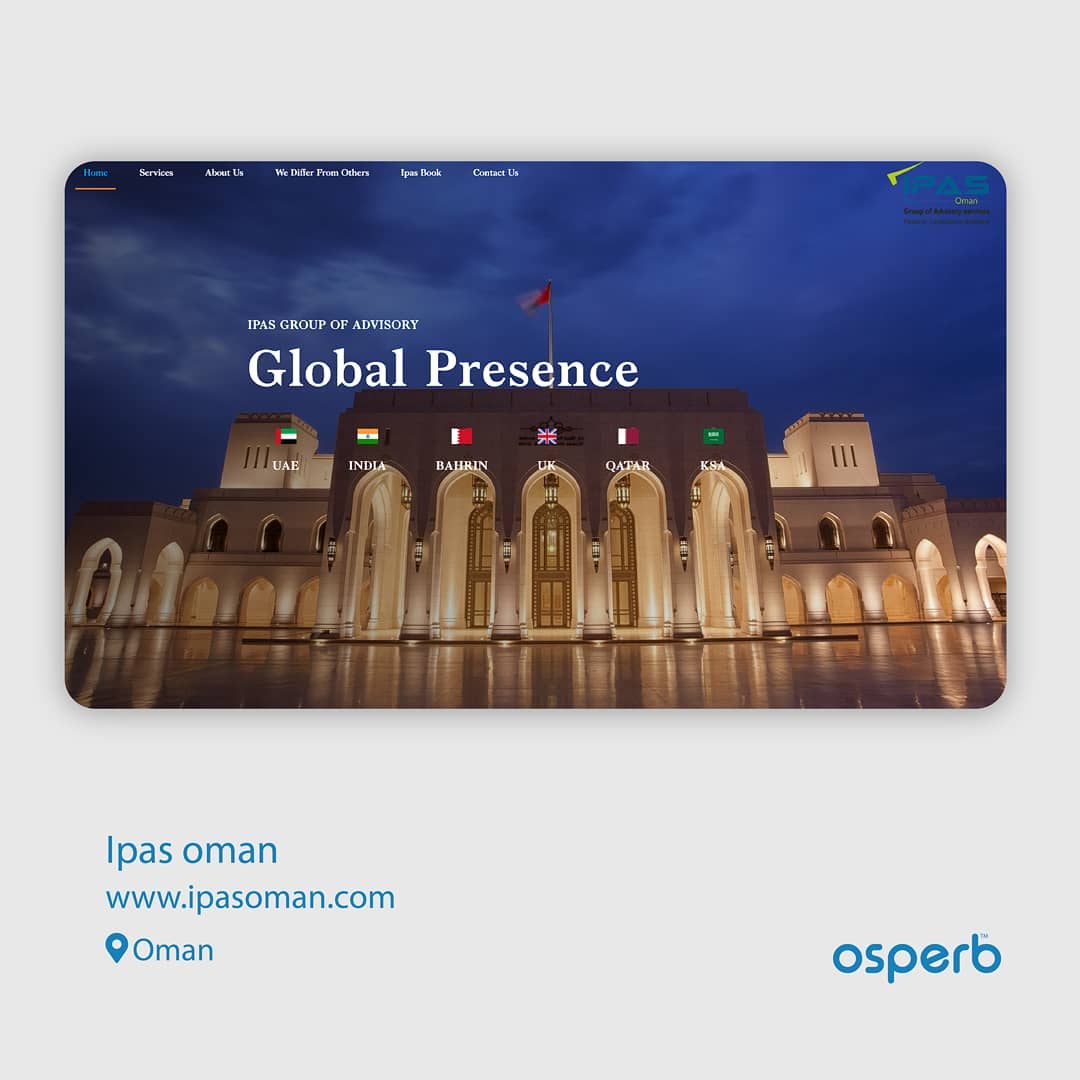 Home Services About Us We Differ From Others Ipas Book Contact Us
IPAS
Oman
Group of Advisory services
IPAS GROUP OF ADVISORY
Global Presence
UAE INDIA BAHRIN UK QATAR KSA
Ipas oman
www.ipasoman.com
Oman
osperb™